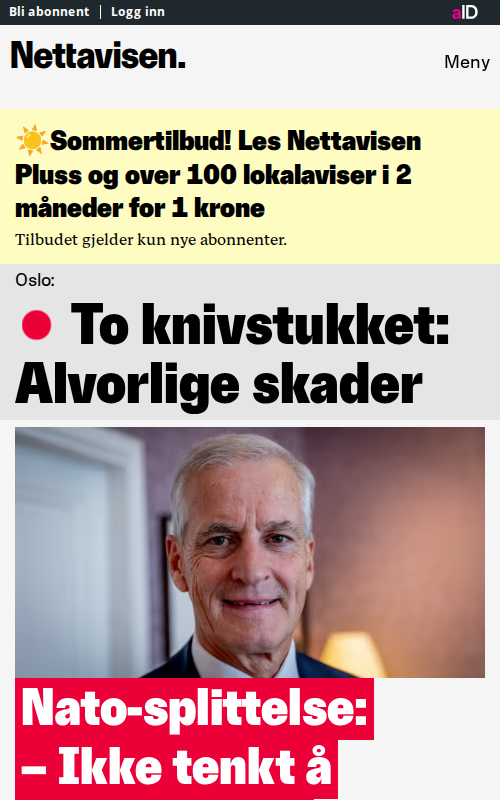 Bli abonnent Logg inn aID
Nettavisen.
Meny
☀️Sommertilbud! Les Nettavisen
Pluss og over 100 lokalaviser i 2
måneder for 1 krone
Tilbudet gjelder kun nye abonnenter.
Oslo:
🔴 To knivstukket:
Alvorlige skader
Nato-splittelse:
– Ikke tenkt å